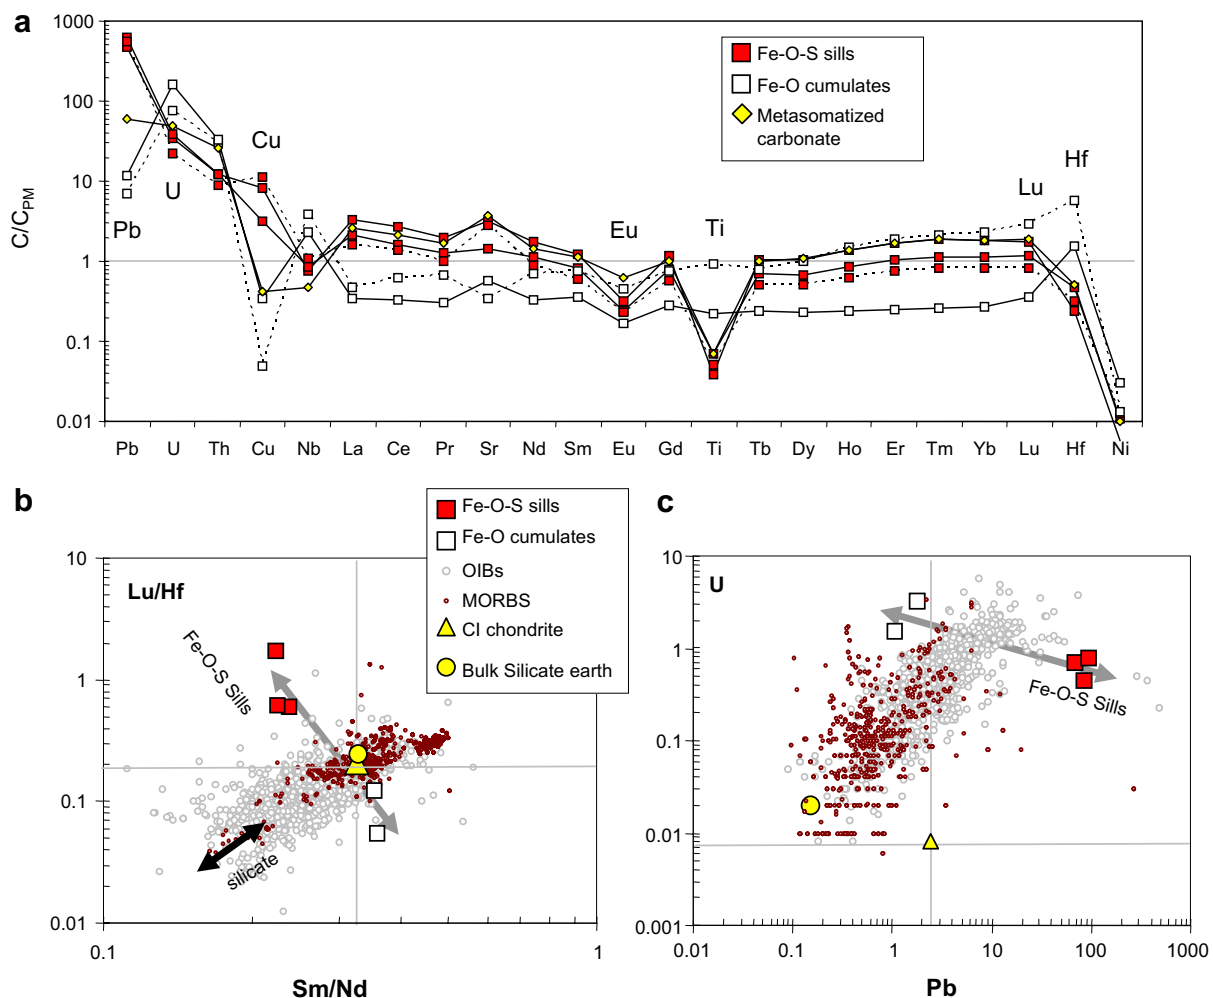 a
1000
100
10
1
0.1
0.01
C/C_PM
Fe-O-S sills
Fe-O cumulates
Metasomatized
carbonate
Pb
U
Cu
Eu
Ti
Lu
Hf
Pb U Th Cu Nb La Ce Pr Sr Nd Sm Eu Gd Ti Tb Dy Ho Er Tm Yb Lu Hf Ni
b
Fe-O-S sills
Fe-O cumulates
OIBs
MORBS
CI chondrite
Bulk Silicate earth
10
1
0.1
0.01
Lu/Hf
Fe-O-S Sills
silicate
0.1 1
Sm/Nd
c
10
1
0.1
0.01
0.001
U
Fe-O-S Sills
0.01 0.1 1 10 100 1000
Pb